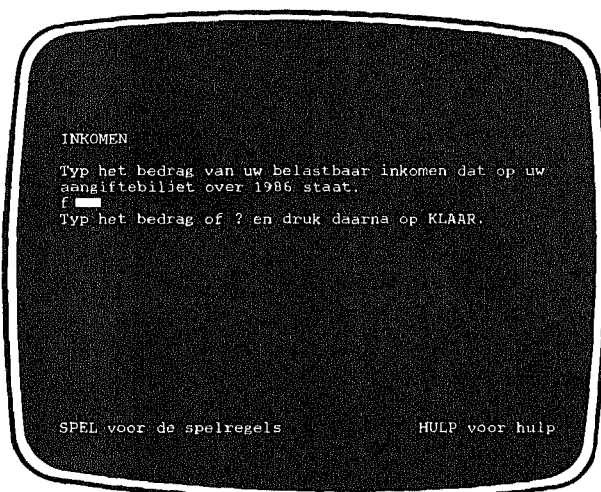 INKOMEN
Typ het bedrag van uw belastbaar inkomen dat op uw
aangiftebiljet over 1986 staat.
f
Typ het bedrag of ? en druk daarna op KLAAR.
SPEL voor de spelregels HULP voor hulp